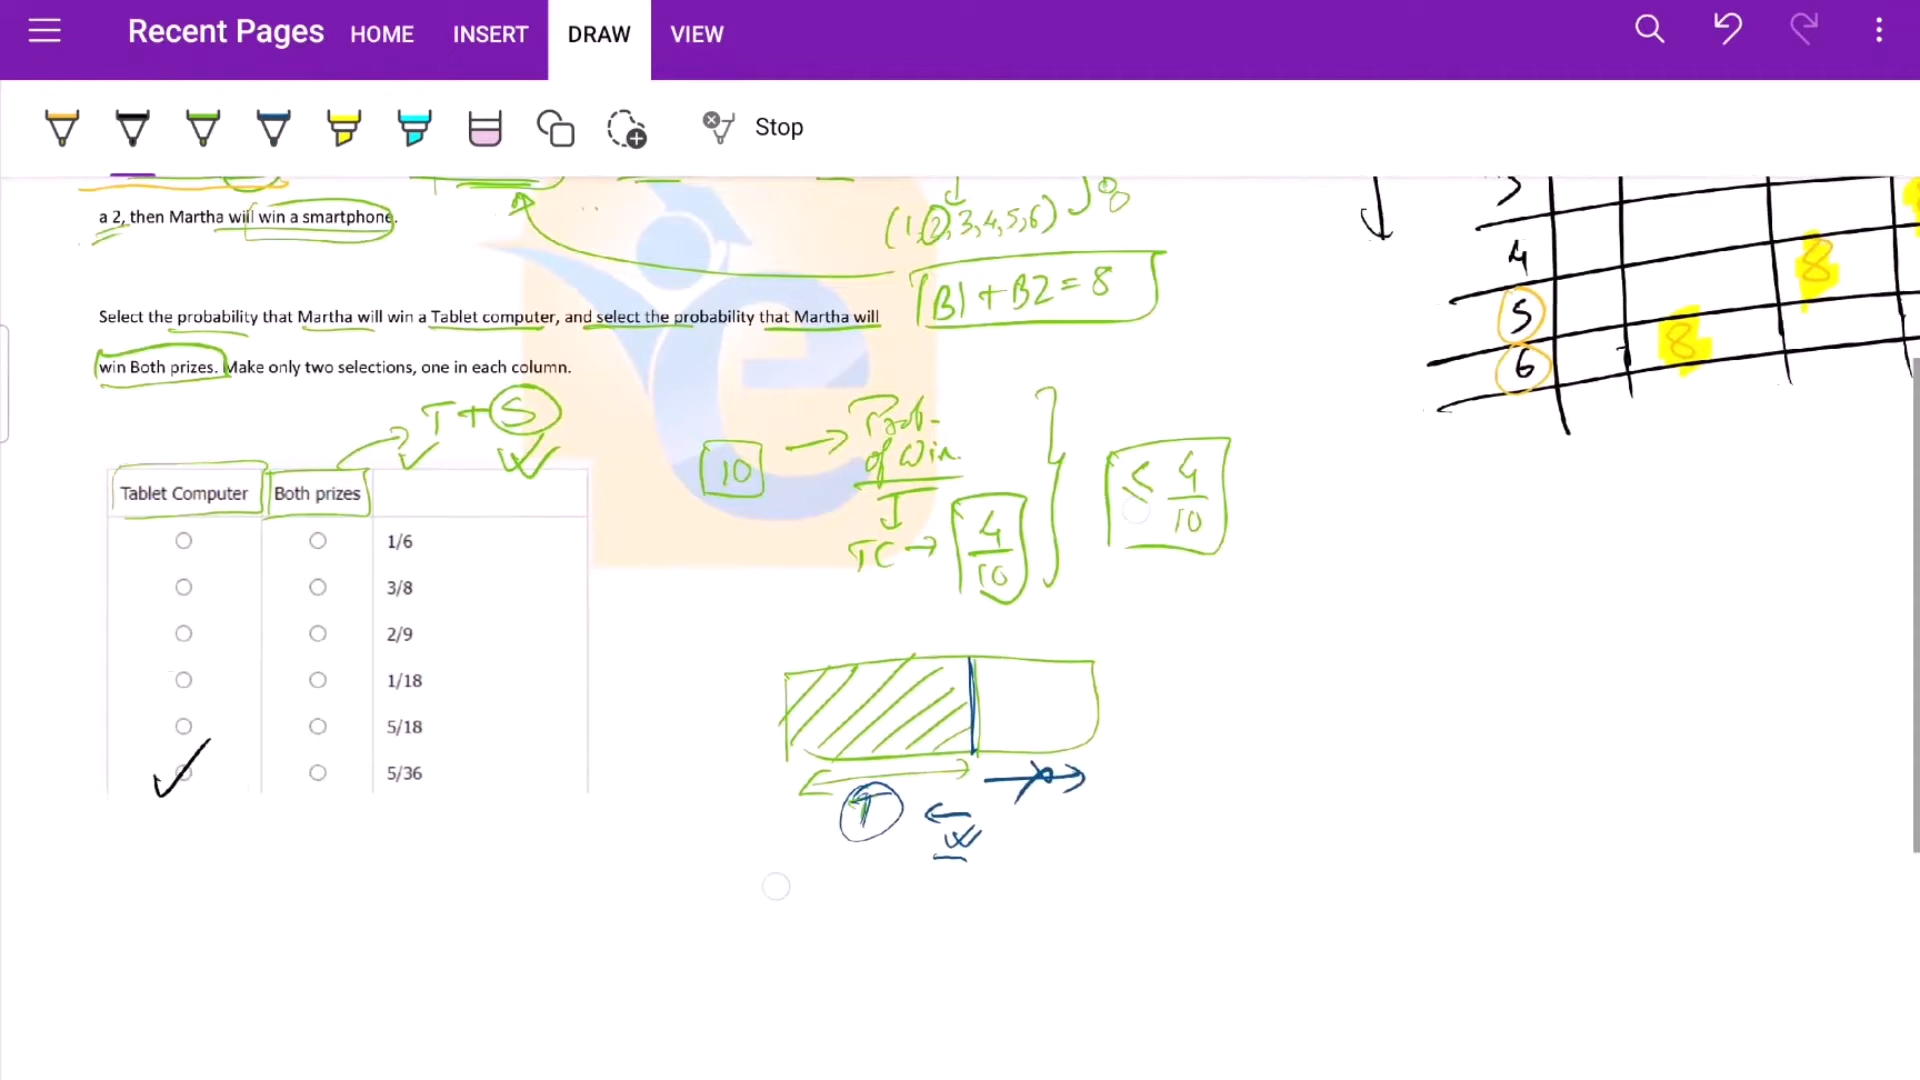 Recent Pages HOME INSERT DRAW VIEW
Stop
a 2, then Martha will win a smartphone.
(1,2,3,4,5,6) 8
B1+B2=8
Select the probability that Martha will win a Tablet computer, and select the probability that Martha will
win Both prizes. Make only two selections, one in each column.
T+S
10 → Prob.
of Win.
TC → 4/10
≤ 4/10
Tablet Computer Both prizes
1/6
3/8
2/9
1/18
5/18
5/36
T
4 8
5
6 8